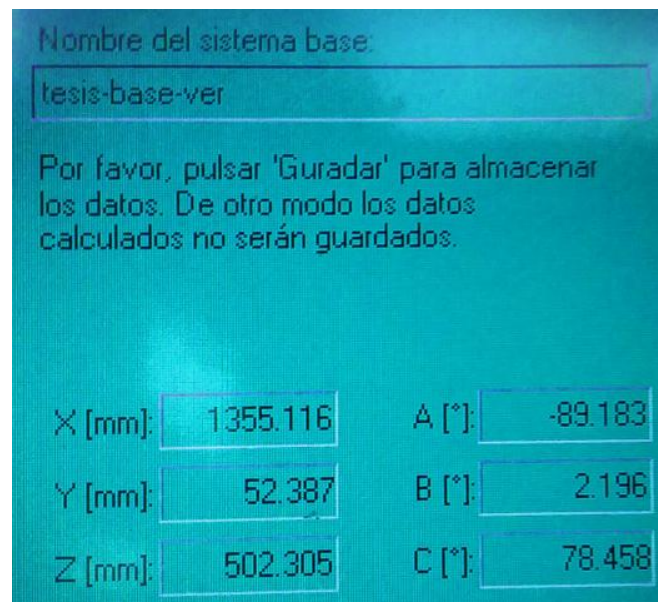 Nombre del sistema base:
tesis-base-ver
Por favor, pulsar 'Guradar' para almacenar
los datos. De otro modo los datos
calculados no serán guardados.
X [mm]: 1355.116 A [°]: -89.183
Y [mm]: 52.387 B [°]: 2.196
Z [mm]: 502.305 C [°]: 78.458